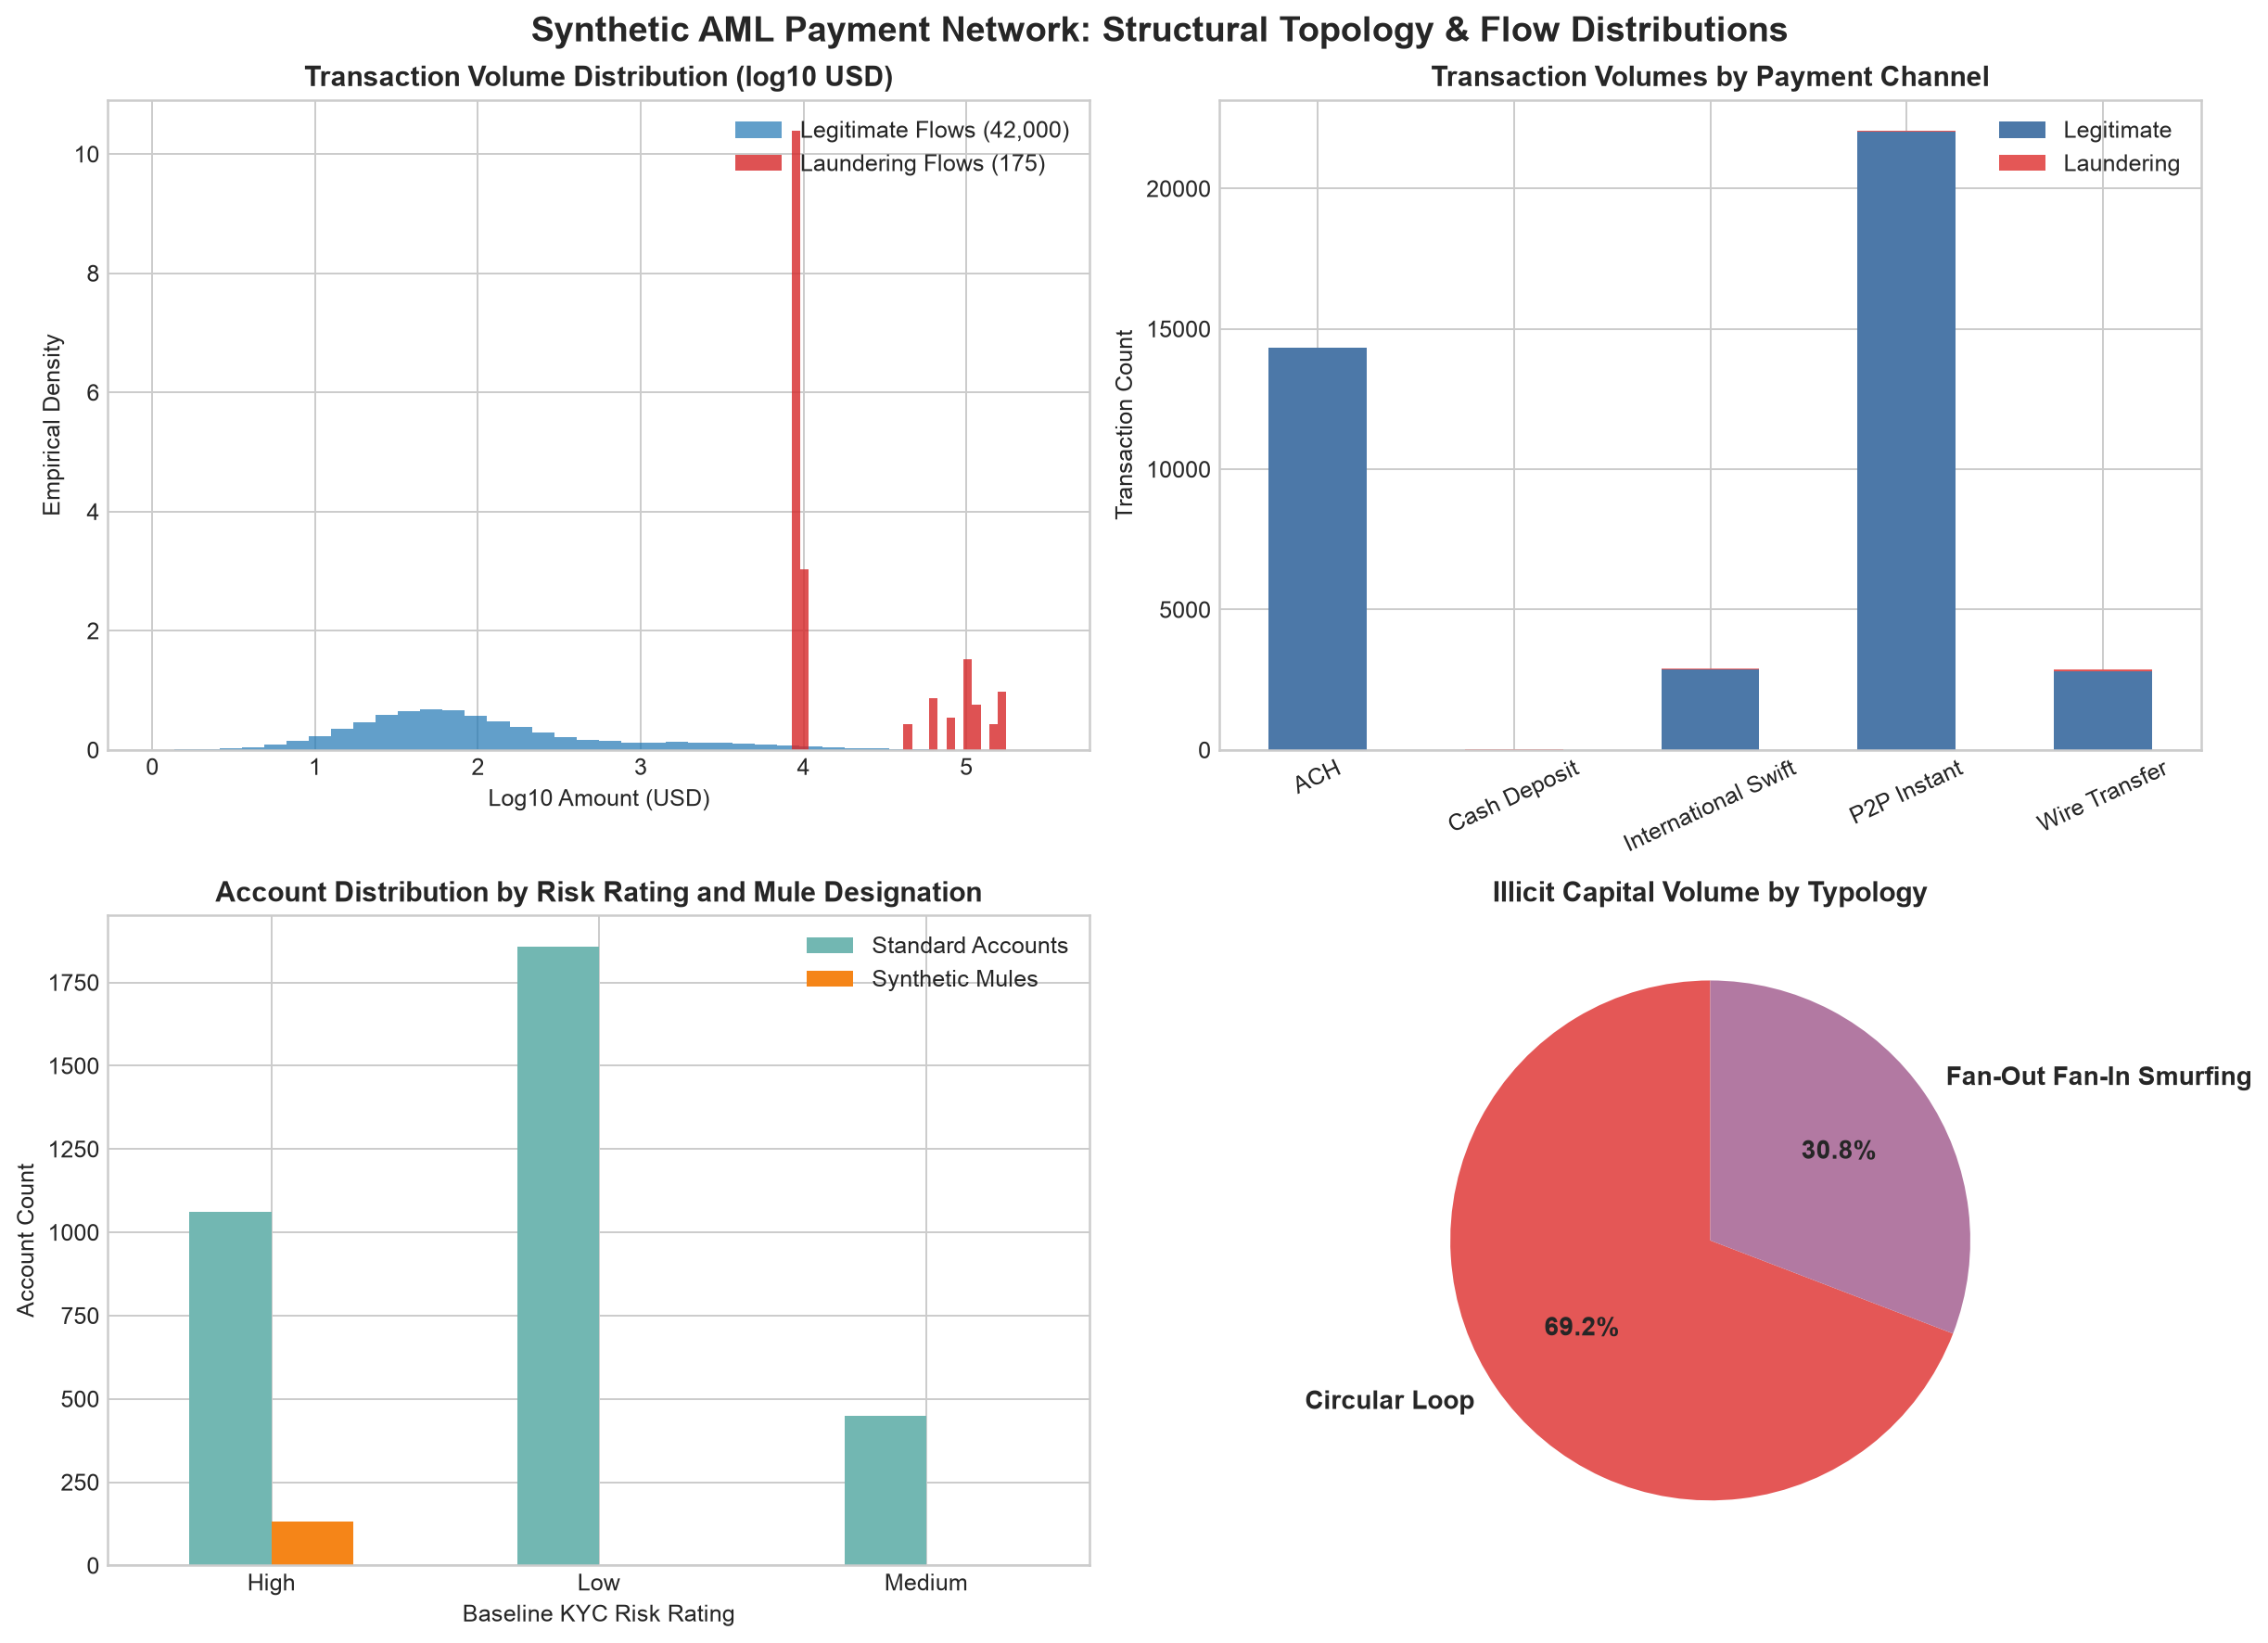 Synthetic AML Payment Network: Structural Topology & Flow Distributions
Transaction Volume Distribution (log10 USD)
Legitimate Flows (42,000)
Laundering Flows (175)
10
8
6
4
2
0
Empirical Density
0 1 2 3 4 5
Log10 Amount (USD)
Transaction Volumes by Payment Channel
Legitimate
Laundering
20000
15000
10000
5000
0
Transaction Count
ACH
Cash Deposit
International Swift
P2P Instant
Wire Transfer
Account Distribution by Risk Rating and Mule Designation
Standard Accounts
Synthetic Mules
1750
1500
1250
1000
750
500
250
0
Account Count
High Low Medium
Baseline KYC Risk Rating
Illicit Capital Volume by Typology
Fan-Out Fan-In Smurfing
30.8%
69.2%
Circular Loop